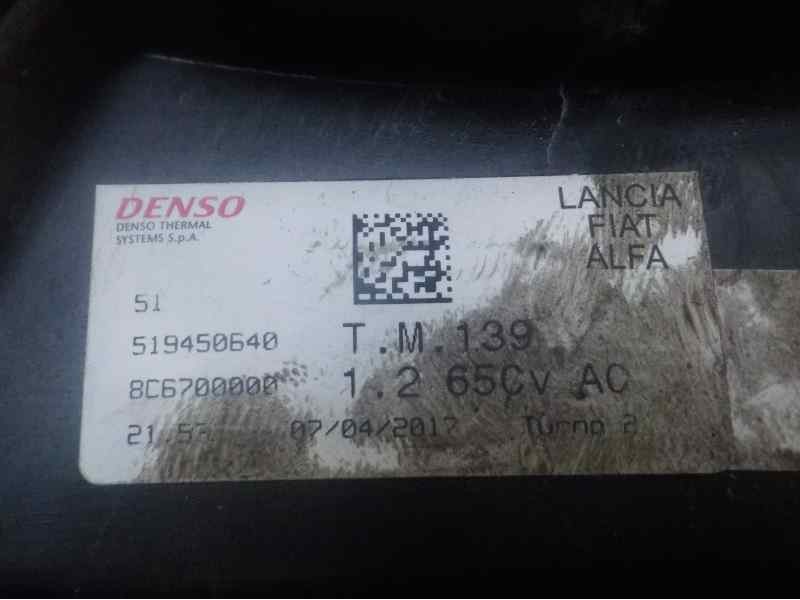 DENSO
DENSO THERMAL
SYSTEMS S.p.A.
LANCIA
FIAT
ALFA
51
519450640
T.M.139
8C6700000
1.2 65Cv AC
07/04/2017
Turno 2